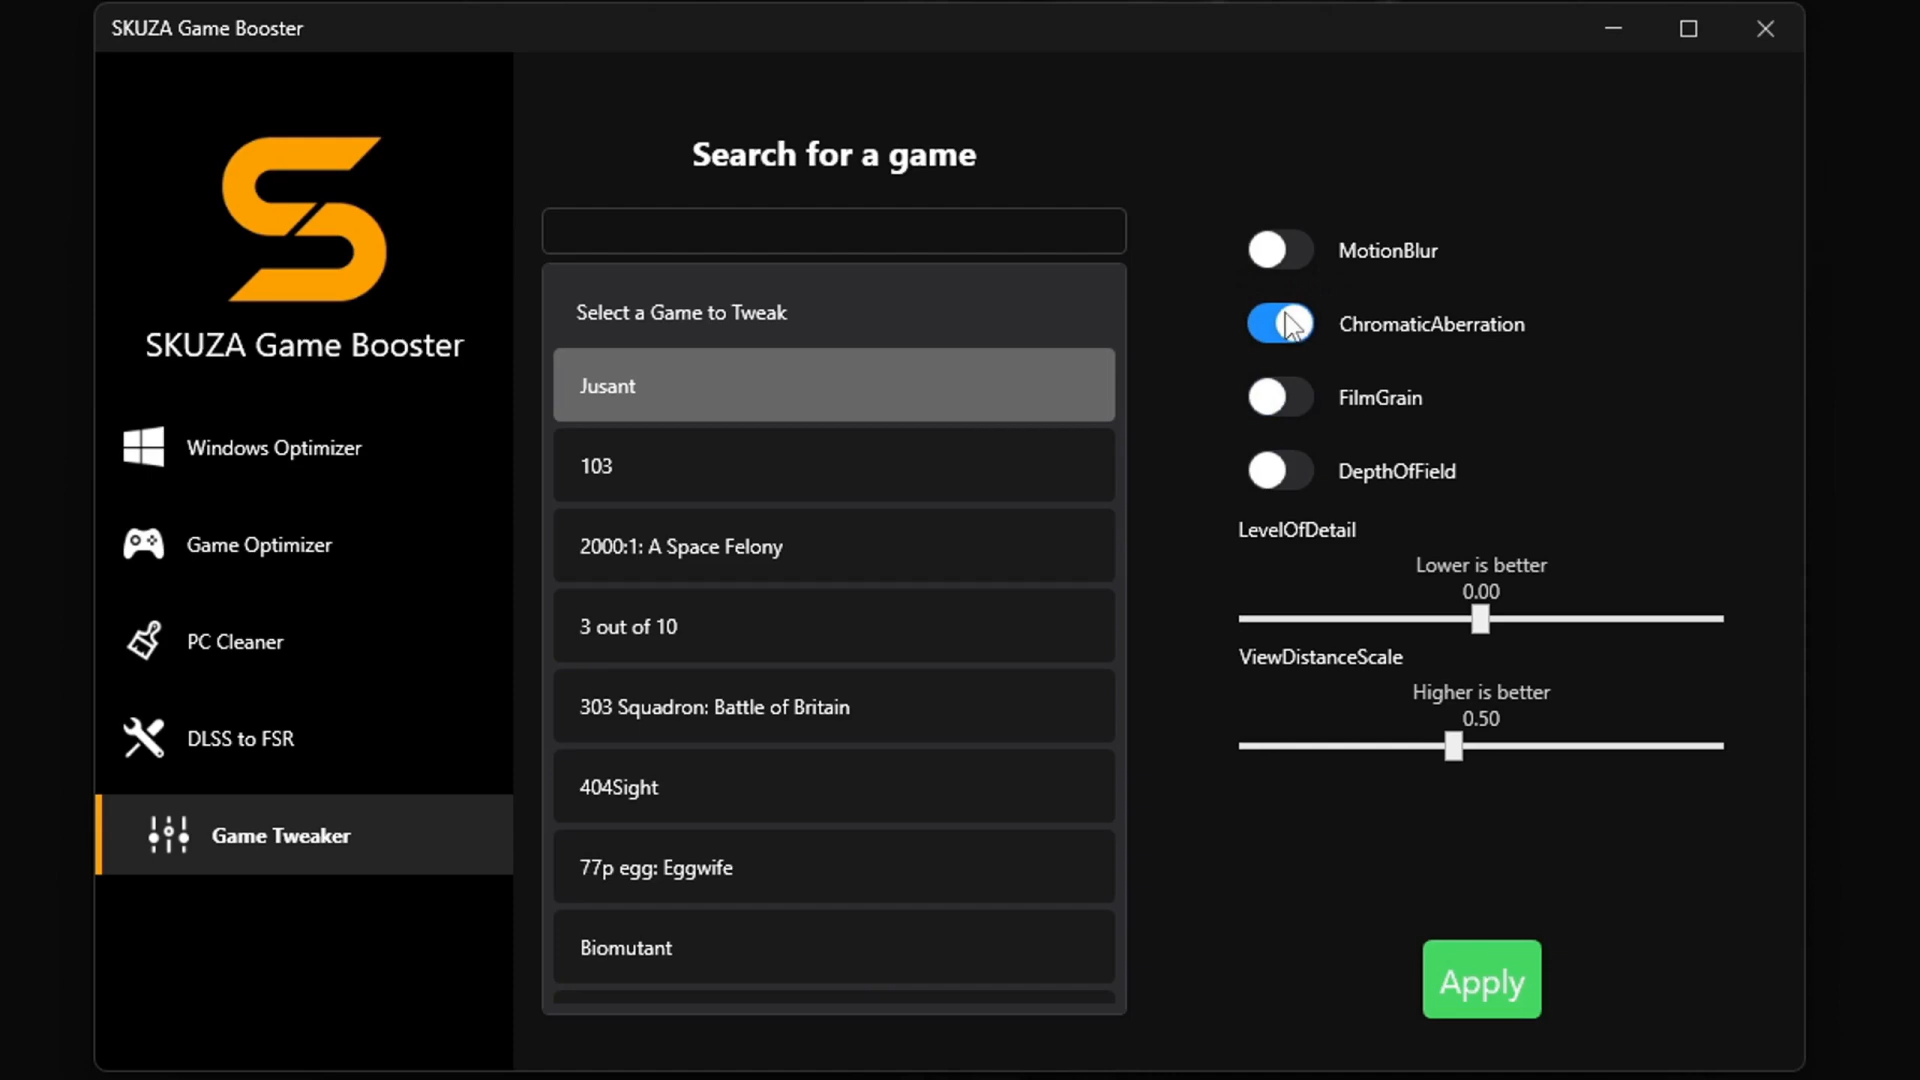 SKUZA Game Booster
SKUZA Game Booster
Windows Optimizer
Game Optimizer
PC Cleaner
DLSS to FSR
Game Tweaker
Search for a game
Select a Game to Tweak
Jusant
103
2000:1: A Space Felony
3 out of 10
303 Squadron: Battle of Britain
404Sight
77p egg: Eggwife
Biomutant
MotionBlur
ChromaticAberration
FilmGrain
DepthOfField
LevelOfDetail
Lower is better
0.00
ViewDistanceScale
Higher is better
0.50
Apply